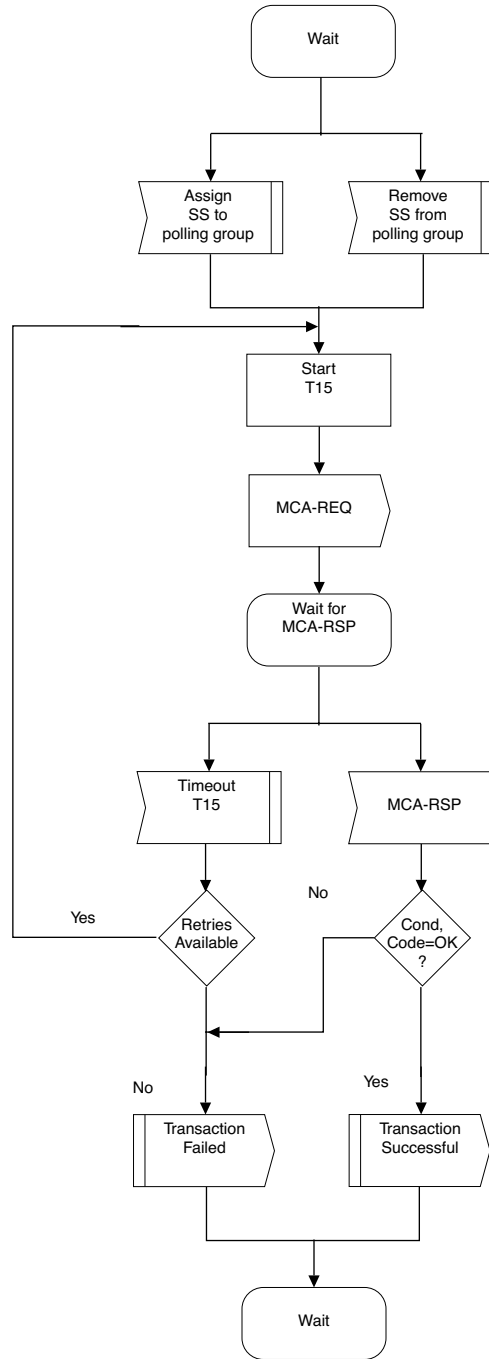 Wait
Assign
SS to
polling group
Remove
SS from
polling group
Start
T15
MCA-REQ
Wait for
MCA-RSP
Timeout
T15
MCA-RSP
Yes
Retries
Available
No
Cond,
Code=OK
?
No
Yes
Transaction
Failed
Transaction
Successful
Wait